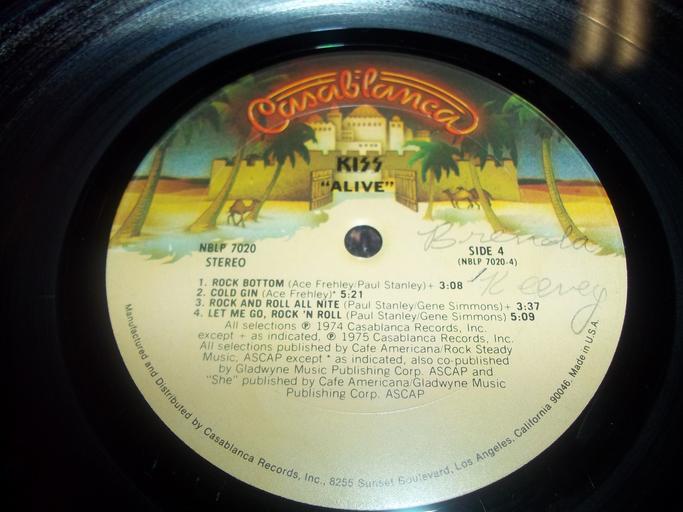 Casablanca
KISS
"ALIVE"
NBLP 7020
STEREO
SIDE 4
(NBLP 7020-4)
Brenda
Keeney
1. ROCK BOTTOM (Ace Frehley/Paul Stanley)+ 3:08
2. COLD GIN (Ace Frehley)* 5:21
3. ROCK AND ROLL ALL NITE (Paul Stanley/Gene Simmons)+ 3:37
4. LET ME GO, ROCK 'N ROLL (Paul Stanley/Gene Simmons) 5:09
All selections ℗ 1974 Casablanca Records, Inc.
except + as indicated, ℗ 1975 Casablanca Records, Inc.
All selections published by Cafe Americana/Rock Steady
Music, ASCAP except * as indicated, also co-published
by Gladwyne Music Publishing Corp. ASCAP and
"She" published by Cafe Americana/Gladwyne Music
Publishing Corp. ASCAP
Manufactured and Distributed by Casablanca Records, Inc., 8255 Sunset Boulevard, Los Angeles, California 90046. Made in U.S.A.